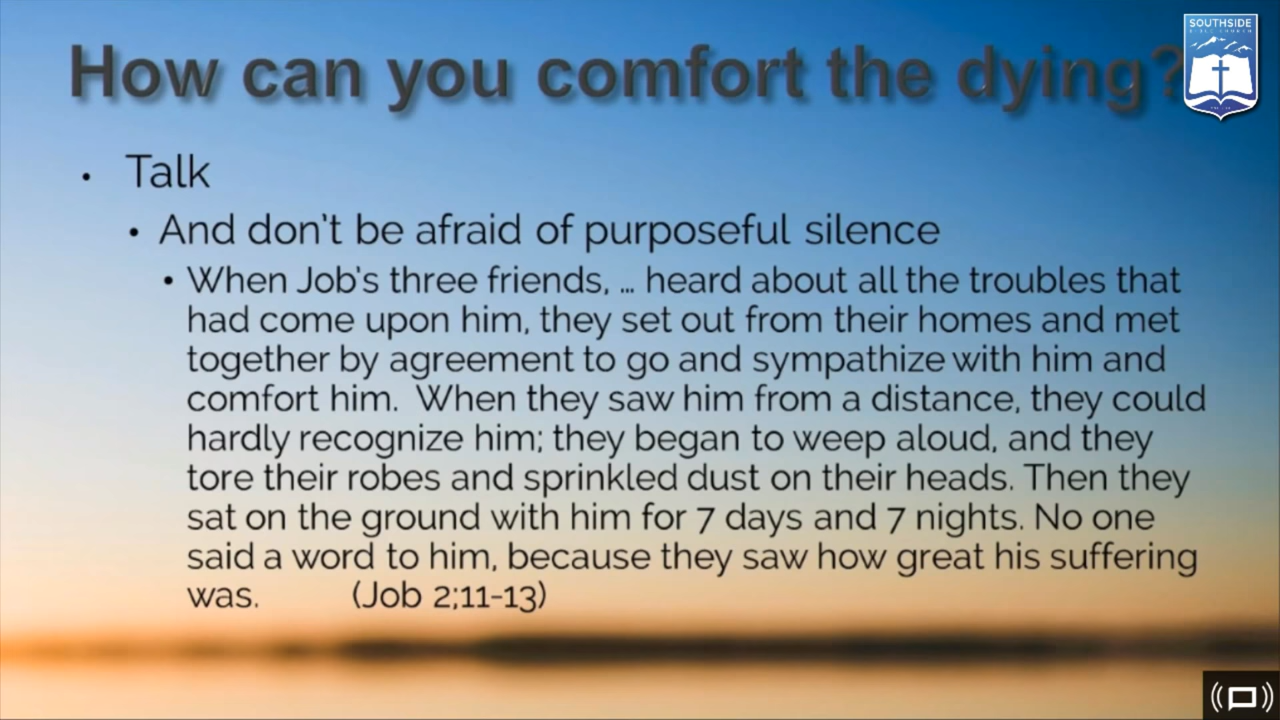 SOUTHSIDE
BIBLE CHURCH
How can you comfort the dying?
• Talk
• And don't be afraid of purposeful silence
• When Job's three friends, ... heard about all the troubles that
had come upon him, they set out from their homes and met
together by agreement to go and sympathize with him and
comfort him.  When they saw him from a distance, they could
hardly recognize him; they began to weep aloud, and they
tore their robes and sprinkled dust on their heads. Then they
sat on the ground with him for 7 days and 7 nights. No one
said a word to him, because they saw how great his suffering
was.          (Job 2;11-13)